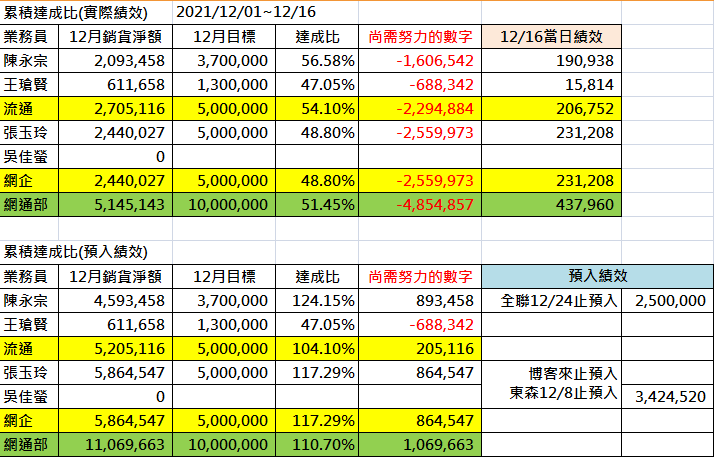 累積達成比(實際績效) 2021/12/01~12/16
業務員 12月銷貨淨額 12月目標 達成比 尚需努力的數字 12/16當日績效
陳永宗 2,093,458 3,700,000 56.58% -1,606,542 190,938
王瑲賢 611,658 1,300,000 47.05% -688,342 15,814
流通 2,705,116 5,000,000 54.10% -2,294,884 206,752
張玉玲 2,440,027 5,000,000 48.80% -2,559,973 231,208
吳佳螢 0
網企 2,440,027 5,000,000 48.80% -2,559,973 231,208
網通部 5,145,143 10,000,000 51.45% -4,854,857 437,960
累積達成比(預入績效)
業務員 12月銷貨淨額 12月目標 達成比 尚需努力的數字 預入績效
陳永宗 4,593,458 3,700,000 124.15% 893,458 全聯12/24止預入 2,500,000
王瑲賢 611,658 1,300,000 47.05% -688,342
流通 5,205,116 5,000,000 104.10% 205,116
張玉玲 5,864,547 5,000,000 117.29% 864,547 博客來止預入
吳佳螢 0 東森12/8止預入 3,424,520
網企 5,864,547 5,000,000 117.29% 864,547
網通部 11,069,663 10,000,000 110.70% 1,069,663